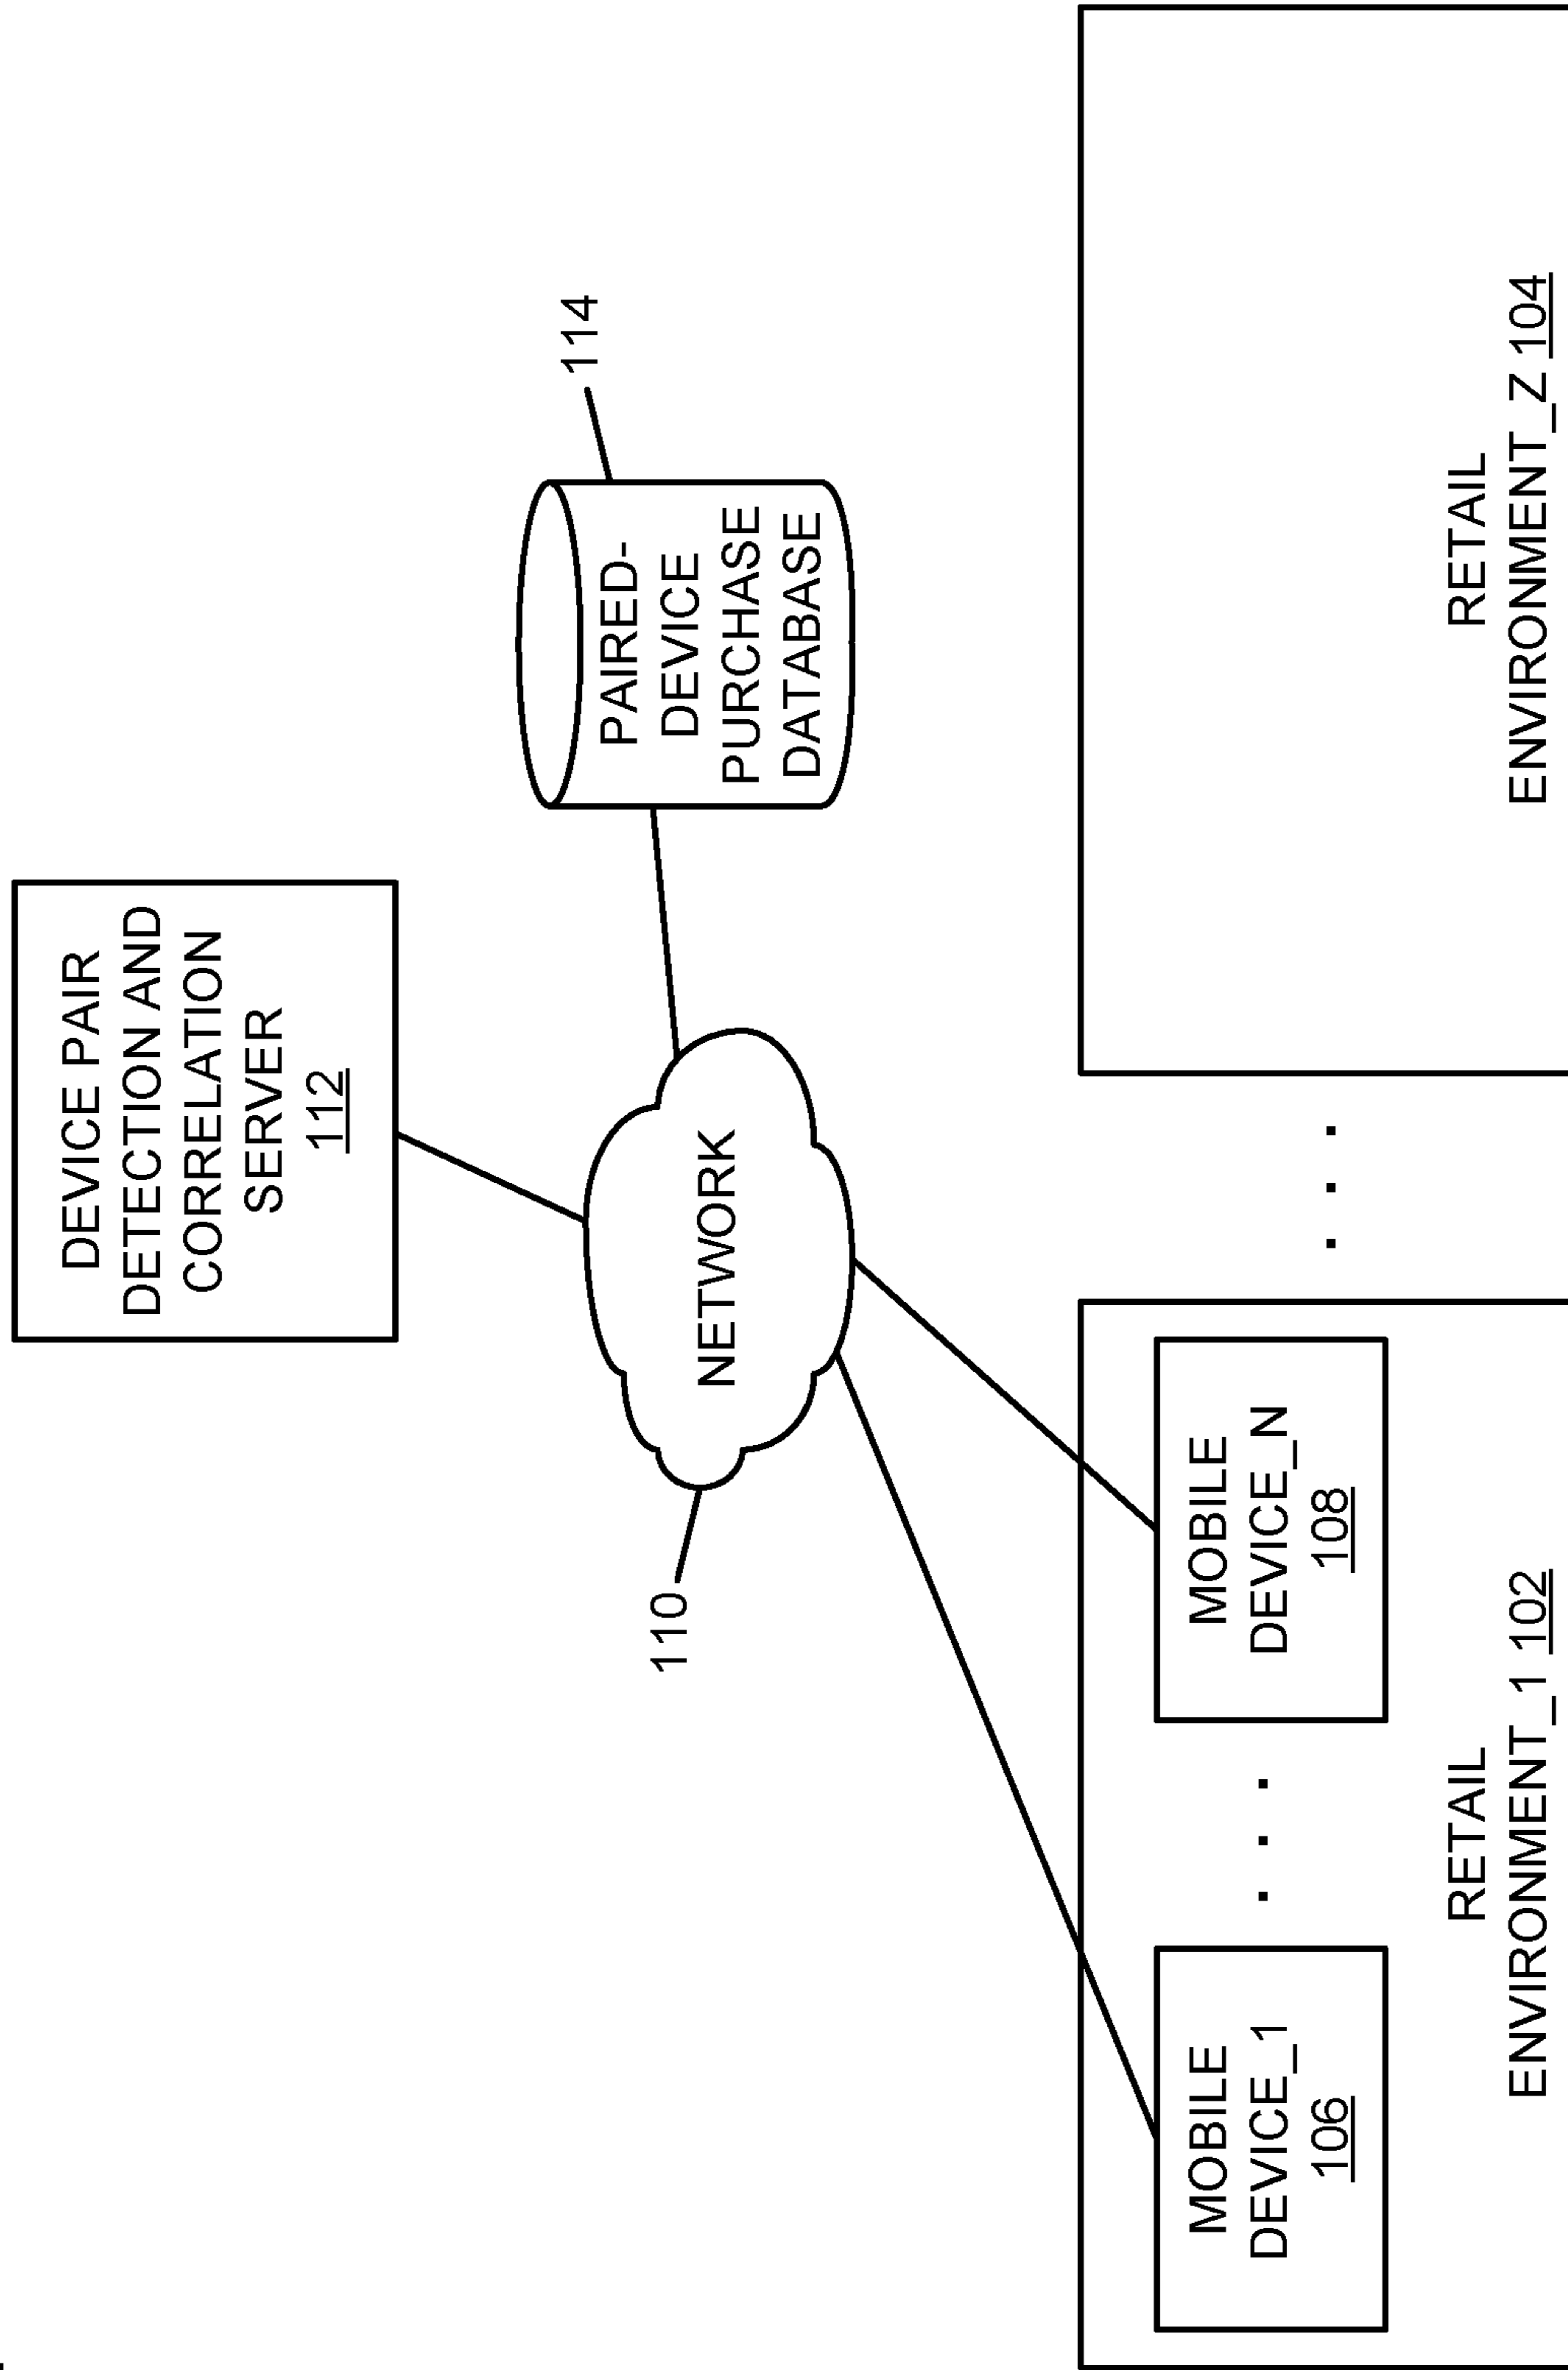 DEVICE PAIR
DETECTION AND
CORRELATION
SERVER
112
114
PAIRED-
DEVICE
PURCHASE
DATABASE
NETWORK
110
MOBILE
DEVICE_1
106
. . .
MOBILE
DEVICE_N
108
RETAIL
ENVIRONMENT_1 102
. . .
RETAIL
ENVIRONMENT_Z 104